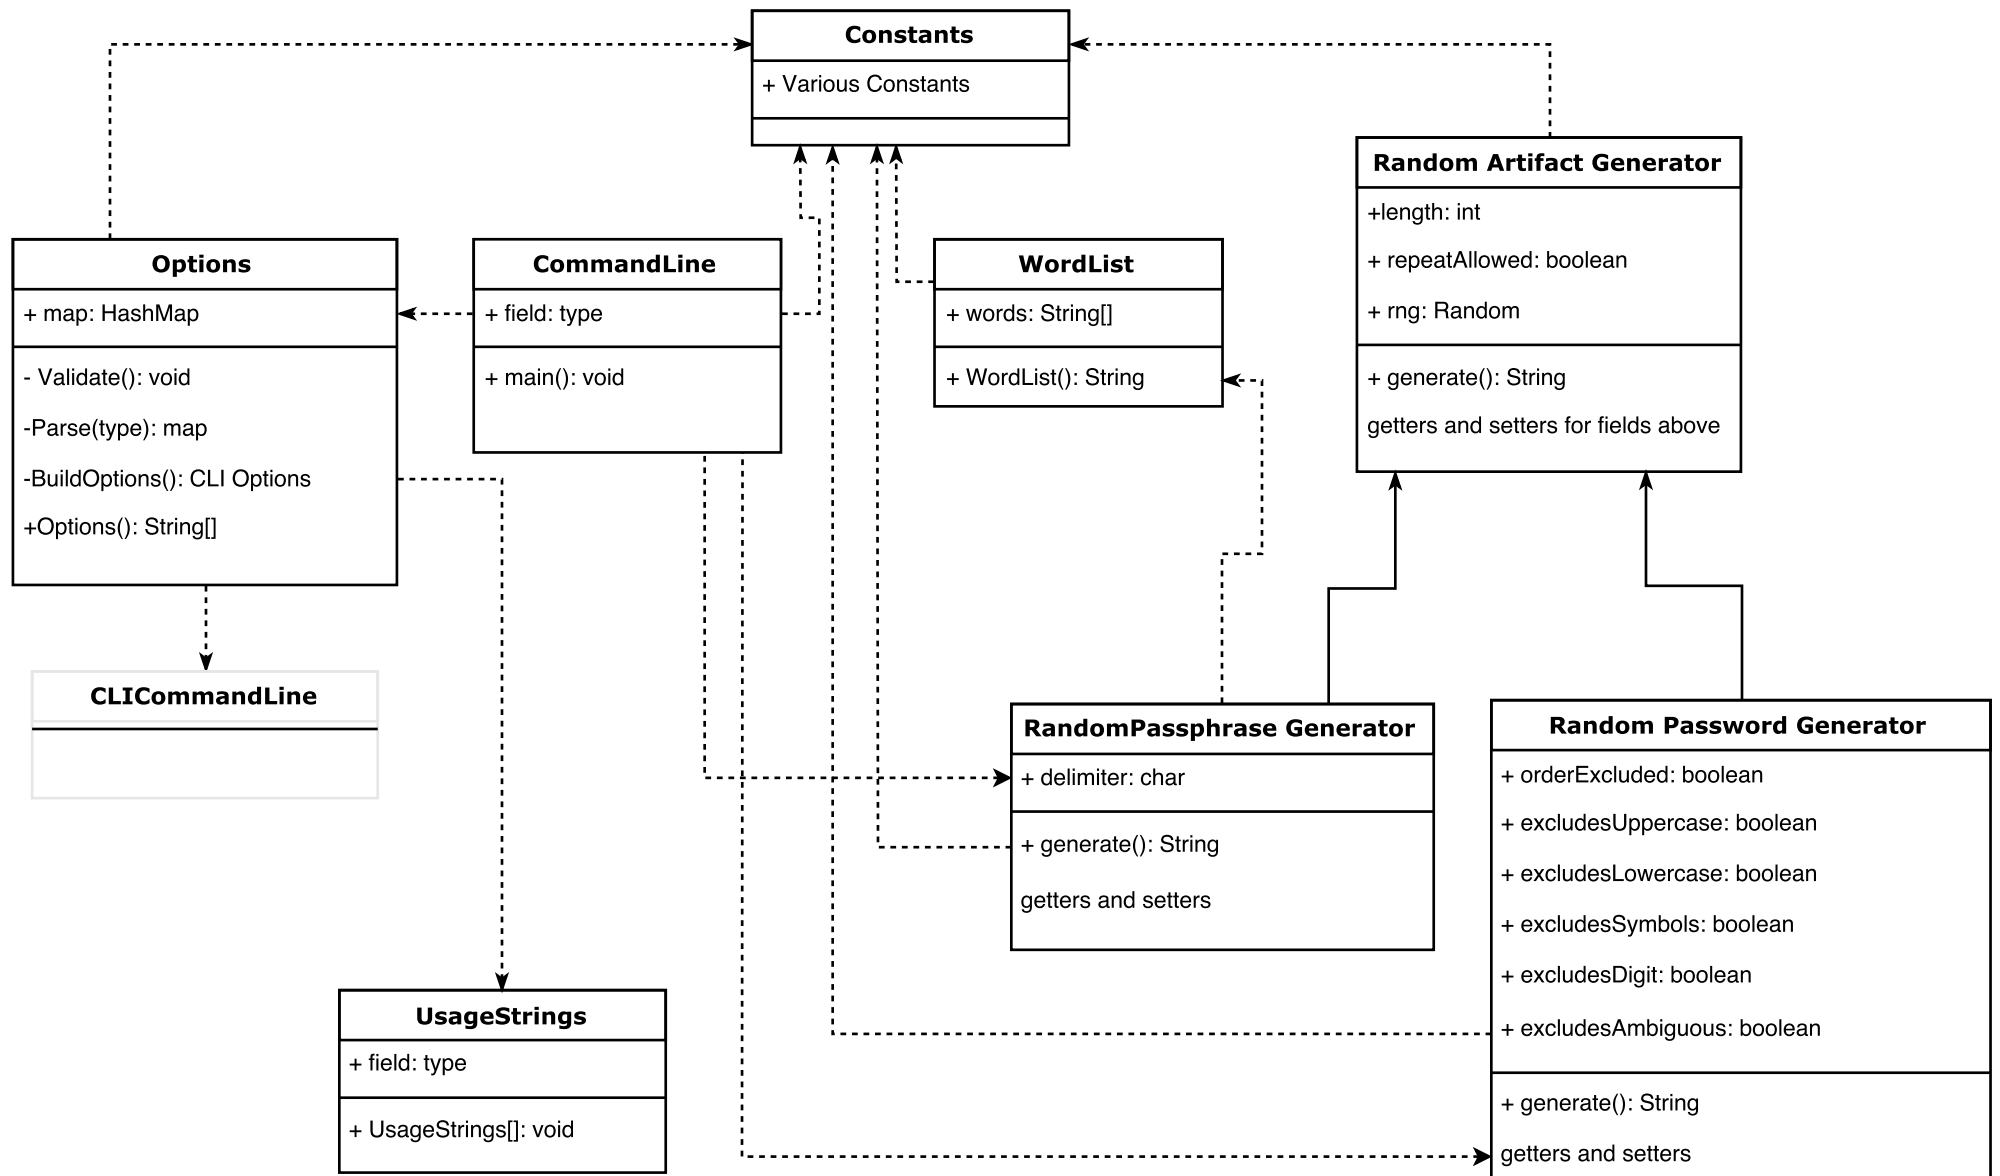 Constants
+ Various Constants
Random Artifact Generator
+length: int
+ repeatAllowed: boolean
+ rng: Random
+ generate(): String
getters and setters for fields above
Options
+ map: HashMap
- Validate(): void
-Parse(type): map
-BuildOptions(): CLI Options
+Options(): String[]
CommandLine
+ field: type
+ main(): void
WordList
+ words: String[]
+ WordList(): String
CLICommandLine
RandomPassphrase Generator
+ delimiter: char
+ generate(): String
getters and setters
Random Password Generator
+ orderExcluded: boolean
+ excludesUppercase: boolean
+ excludesLowercase: boolean
+ excludesSymbols: boolean
+ excludesDigit: boolean
+ excludesAmbiguous: boolean
+ generate(): String
getters and setters
UsageStrings
+ field: type
+ UsageStrings[]: void